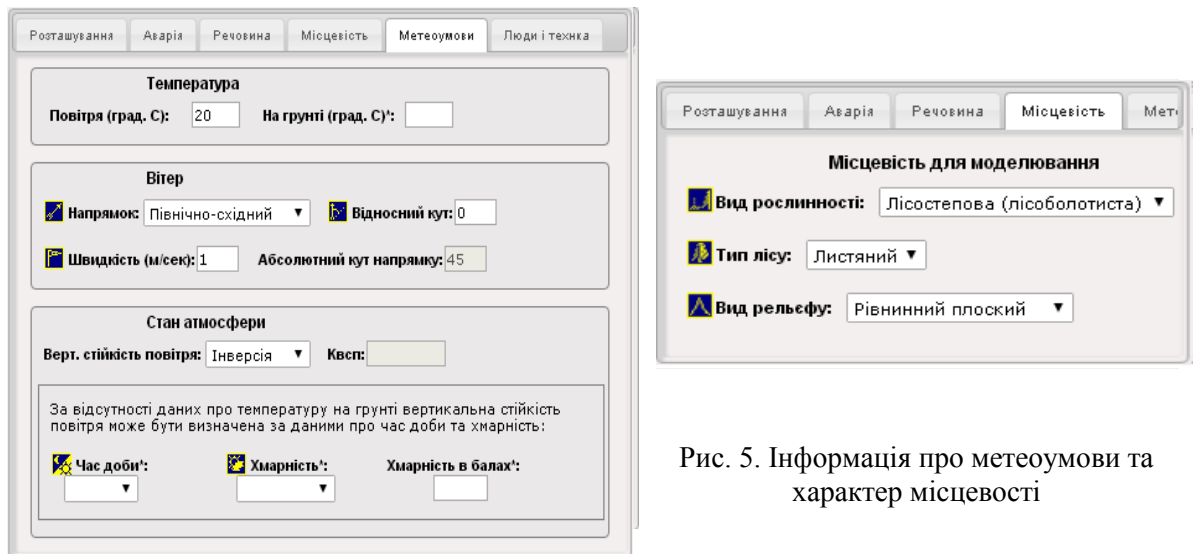 Розташування Аварія Речовина Місцевість Метеоумови Люди і техніка
Температура
Повітря (град. С): 20 На грунті (град. С)*:
Вітер
Напрямок: Північно-східний Відносний кут: 0
Швидкість (м/сек): 1 Абсолютний кут напрямку: 45
Стан атмосфери
Верт. стійкість повітря: Інверсія Квсп:
За відсутності даних про температуру на грунті вертикальна стійкість
повітря може бути визначена за даними про час доби та хмарність:
Час доби*: Хмарність*: Хмарність в балах*:
Розташування Аварія Речовина Місцевість Мет
Місцевість для моделювання
Вид рослинності: Лісостепова (лісоболотиста)
Тип лісу: Листяний
Вид рельєфу: Рівнинний плоский
Рис. 5. Інформація про метеоумови та
характер місцевості